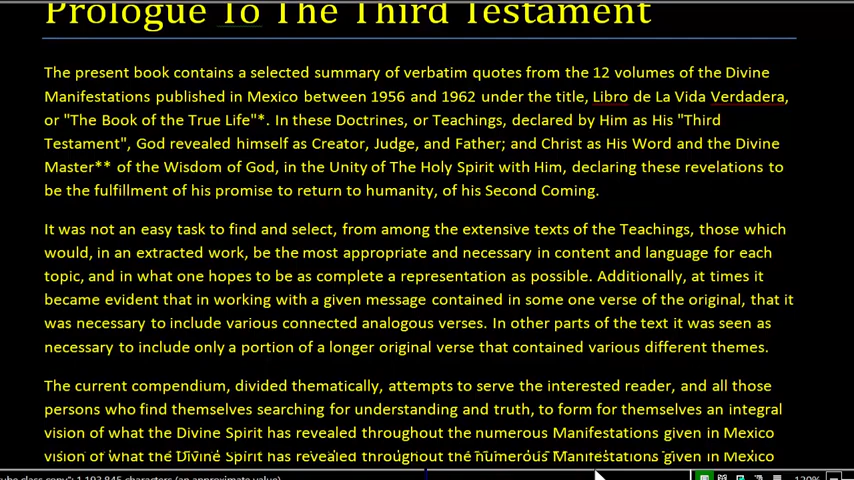 Prologue To The Third Testament
The present book contains a selected summary of verbatim quotes from the 12 volumes of the Divine
Manifestations published in Mexico between 1956 and 1962 under the title, Libro de La Vida Verdadera,
or "The Book of the True Life"*. In these Doctrines, or Teachings, declared by Him as His "Third
Testament", God revealed himself as Creator, Judge, and Father; and Christ as His Word and the Divine
Master** of the Wisdom of God, in the Unity of The Holy Spirit with Him, declaring these revelations to
be the fulfillment of his promise to return to humanity, of his Second Coming.
It was not an easy task to find and select, from among the extensive texts of the Teachings, those which
would, in an extracted work, be the most appropriate and necessary in content and language for each
topic, and in what one hopes to be as complete a representation as possible. Additionally, at times it
became evident that in working with a given message contained in some one verse of the original, that it
was necessary to include various connected analogous verses. In other parts of the text it was seen as
necessary to include only a portion of a longer original verse that contained various different themes.
The current compendium, divided thematically, attempts to serve the interested reader, and all those
persons who find themselves searching for understanding and truth, to form for themselves an integral
vision of what the Divine Spirit has revealed throughout the numerous Manifestations given in Mexico
vision of what the Divine Spirit has revealed throughout the numerous Manifestations given in Mexico
class copy": 1,193,845 characters (an approximate value)
120%